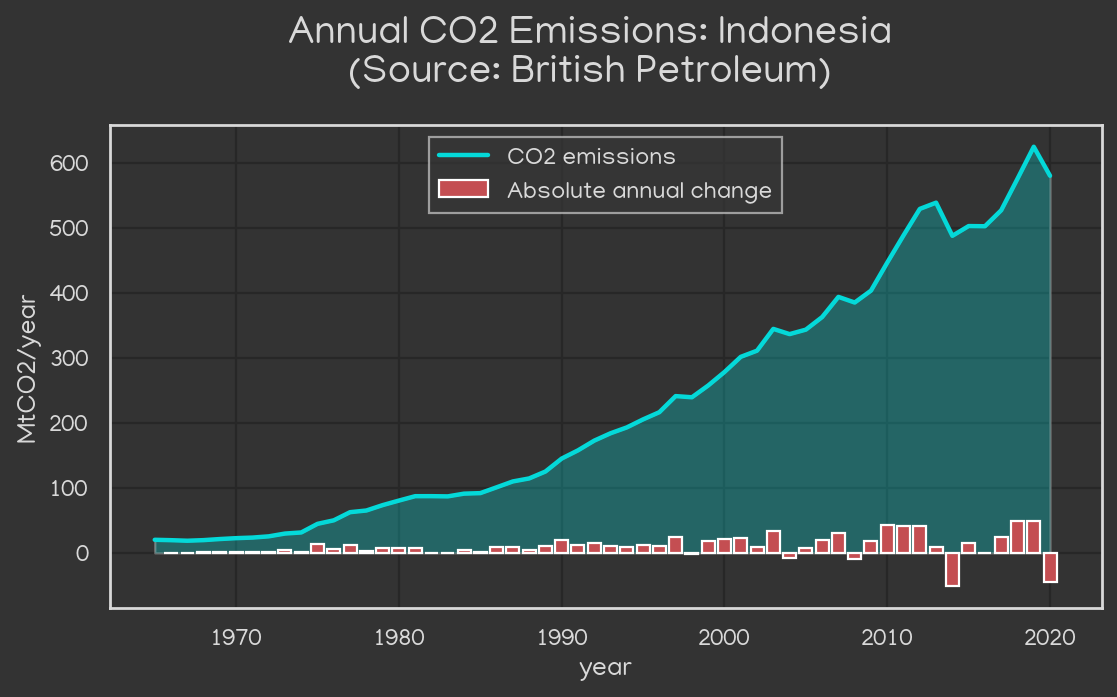 Annual CO2 Emissions: Indonesia
(Source: British Petroleum)
CO2 emissions
Absolute annual change
MtCO2/year
600
500
400
300
200
100
0
1970 1980 1990 2000 2010 2020
year